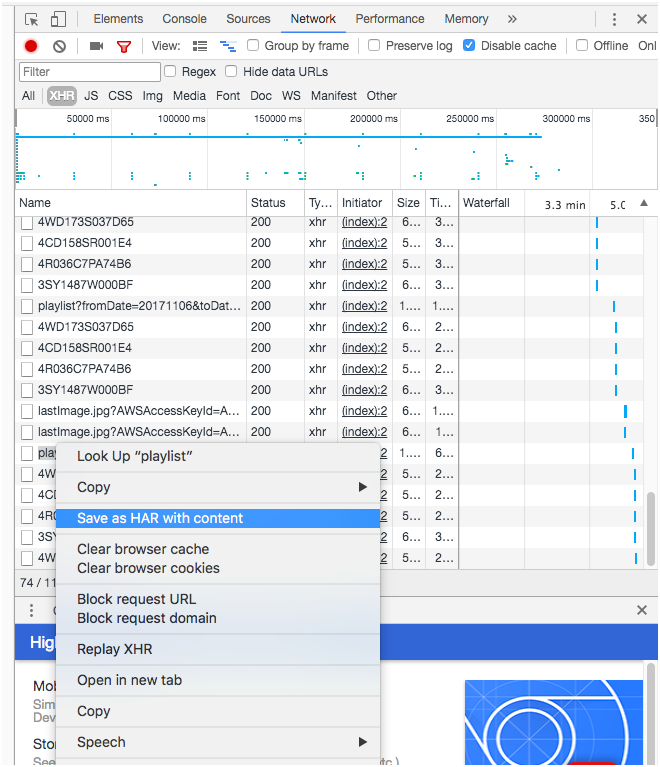 Elements Console Sources Network Performance Memory »
View: Group by frame Preserve log Disable cache Offline Onl
Filter Regex Hide data URLs
All XHR JS CSS Img Media Font Doc WS Manifest Other
50000 ms 100000 ms 150000 ms 200000 ms 250000 ms 300000 ms 350
Name Status Ty... Initiator Size Ti... Waterfall 3.3 min 5.0
4WD173S037D65 200 xhr (index):2 6... 3...
4CD158SR001E4 200 xhr (index):2 5... 3...
4R036C7PA74B6 200 xhr (index):2 5... 3...
3SY1487W000BF 200 xhr (index):2 6... 3...
playlist?fromDate=20171106&toDat... 200 xhr (index):2 1.... 1....
4WD173S037D65 200 xhr (index):2 6... 2...
4CD158SR001E4 200 xhr (index):2 5... 2...
4R036C7PA74B6 200 xhr (index):2 5... 2...
3SY1487W000BF 200 xhr (index):2 6... 2...
lastImage.jpg?AWSAccessKeyId=A... 200 xhr (index):2 6... 1....
lastImage.jpg?AWSAccessKeyId=A... 200 xhr (index):2 6... 1...
play 2 1.... 6...
Look Up “playlist”
4W 2 5... 2...
Copy
4CD 2 5... 2...
4R0 2 5... 2...
Save as HAR with content
3SY 2 6... 3...
Clear browser cache
4W 2 5... 2...
Clear browser cookies
74 / 11
Block request URL
Block request domain
High
Replay XHR
Open in new tab
Mob
Sim
Copy
Dev
Stor
Speech
See etc.)